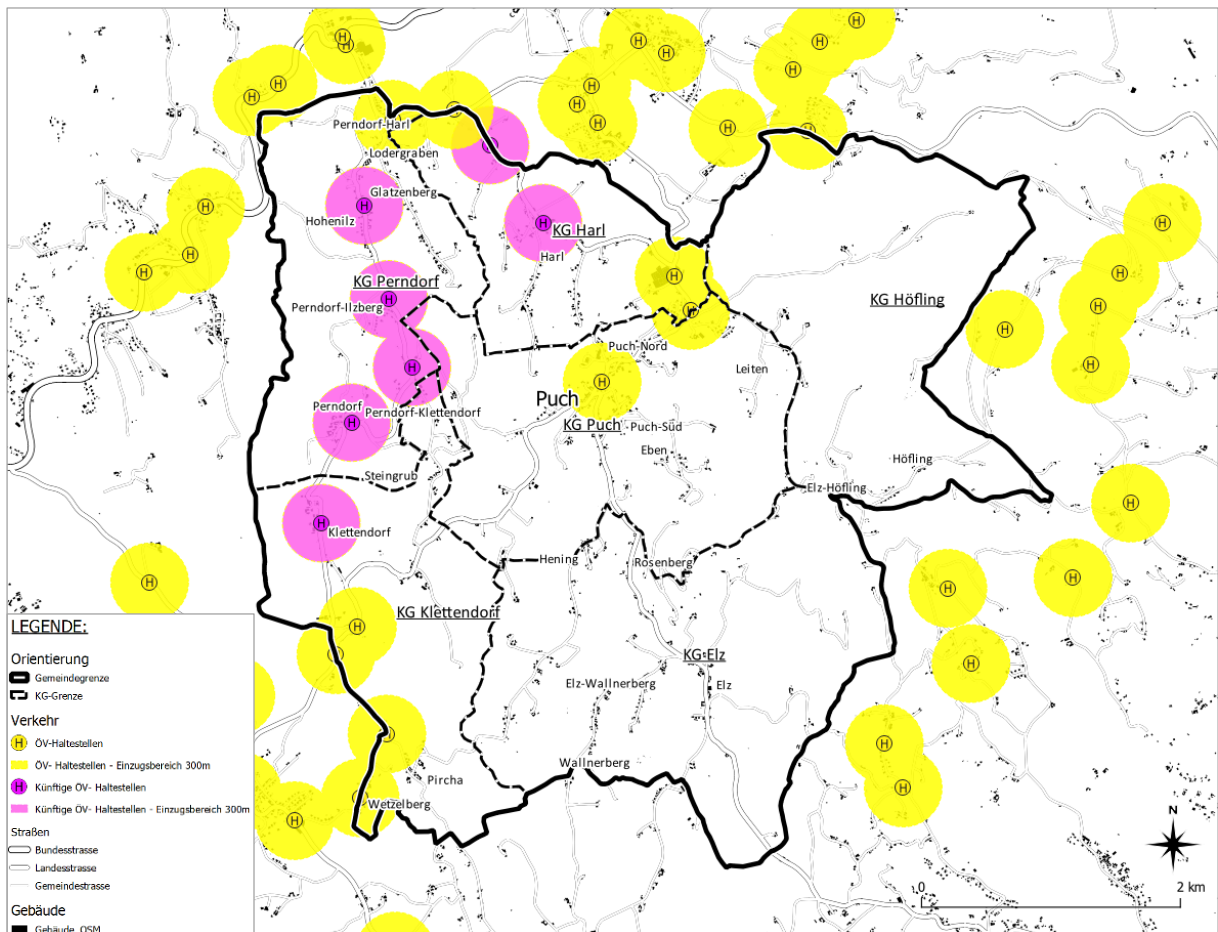 Perndorf-Harl
Lodergraben
Glatzenberg
Hohenilz
KG Harl
Harl
KG Perndorf
Perndorf-Ilzberg
KG Höfling
Puch-Nord
Leiten
Puch
Perndorf
Perndorf-Klettendorf
KG Puch
Puch-Süd
Eben
Höfling
Steingrub
Elz-Höfling
Klettendorf
Hening
Rosenberg
KG Klettendorf
KG-Elz
Elz-Wallnerberg
Elz
Wallnerberg
Pircha
Wetzelberg
LEGENDE:
Orientierung
Gemeindegrenze
KG-Grenze
Verkehr
H ÖV-Haltestellen
ÖV- Haltestellen - Einzugsbereich 300m
H Künftige ÖV- Haltestellen
Künftige ÖV- Haltestellen - Einzugsbereich 300m
Straßen
Bundesstrasse
Landesstrasse
Gemeindestrasse
Gebäude
Gebäude_OSM
N
0 2 km